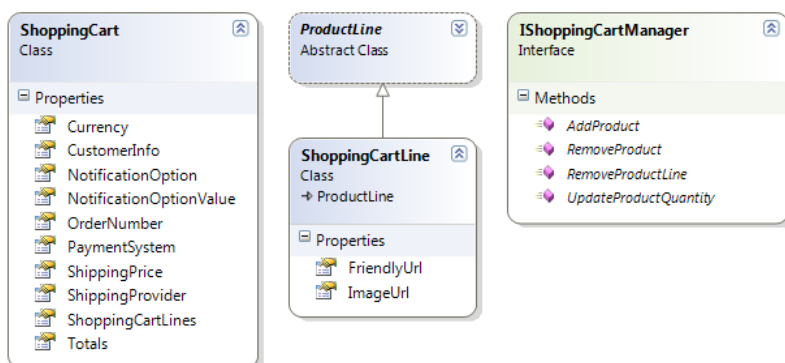 ShoppingCart
Class
Properties
Currency
CustomerInfo
NotificationOption
NotificationOptionValue
OrderNumber
PaymentSystem
ShippingPrice
ShippingProvider
ShoppingCartLines
Totals
ProductLine
Abstract Class
ShoppingCartLine
Class
ProductLine
Properties
FriendlyUrl
ImageUrl
IShoppingCartManager
Interface
Methods
AddProduct
RemoveProduct
RemoveProductLine
UpdateProductQuantity